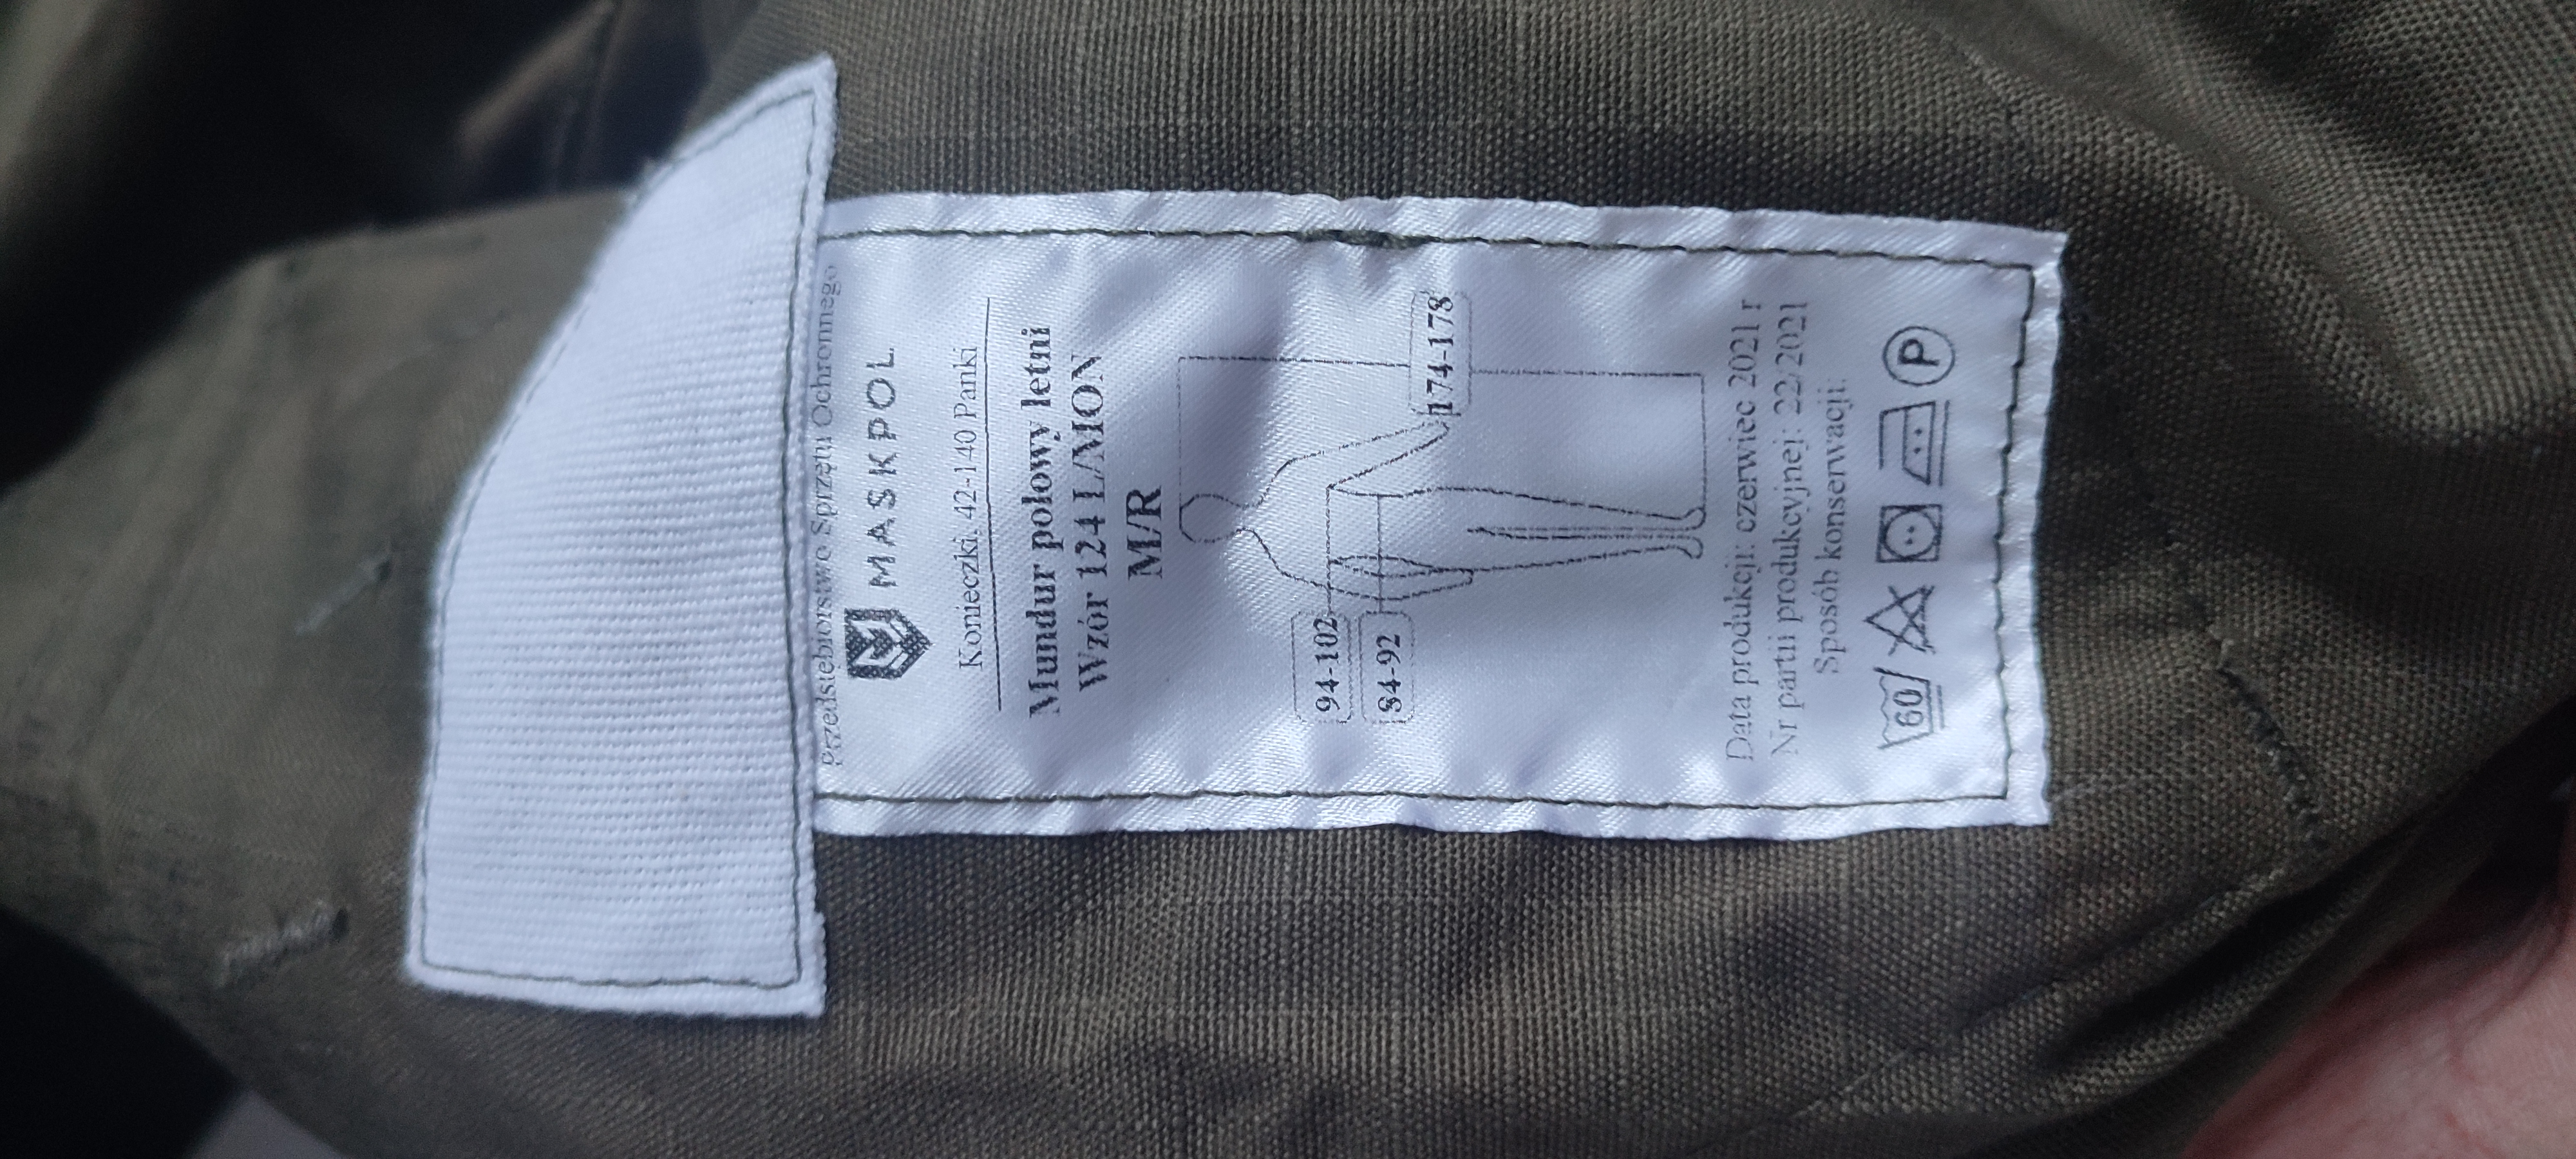 Przedsiębiorstwo Sprzętu Ochronnego
MASKPOL
Konieczki, 42-140 Panki
Mundur polowy letni
Wzór 124 L/MON
M/R
174-178
94-102
84-92
Data produkcji: czerwiec 2021 r
Nr partii produkcyjnej: 22/2021
Sposób konserwacji:
60 P